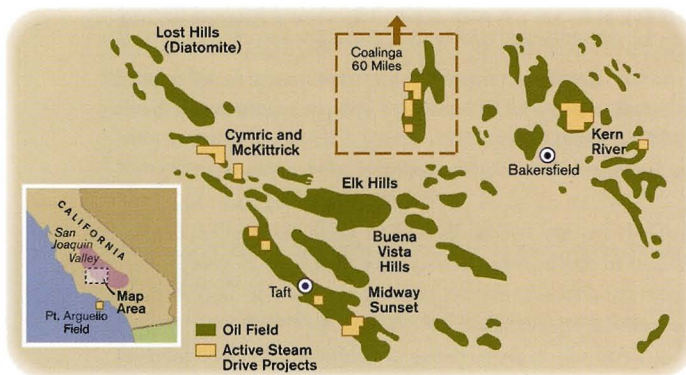 Lost Hills
(Diatomite)
Coalinga
60 Miles
Cymric and
McKittrick
Kern
River
Bakersfield
Elk Hills
Buena
Vista
Hills
Taft
Midway
Sunset
CALIFORNIA
San
Joaquin
Valley
Map
Area
Pt. Arguello
Field
Oil Field
Active Steam
Drive Projects